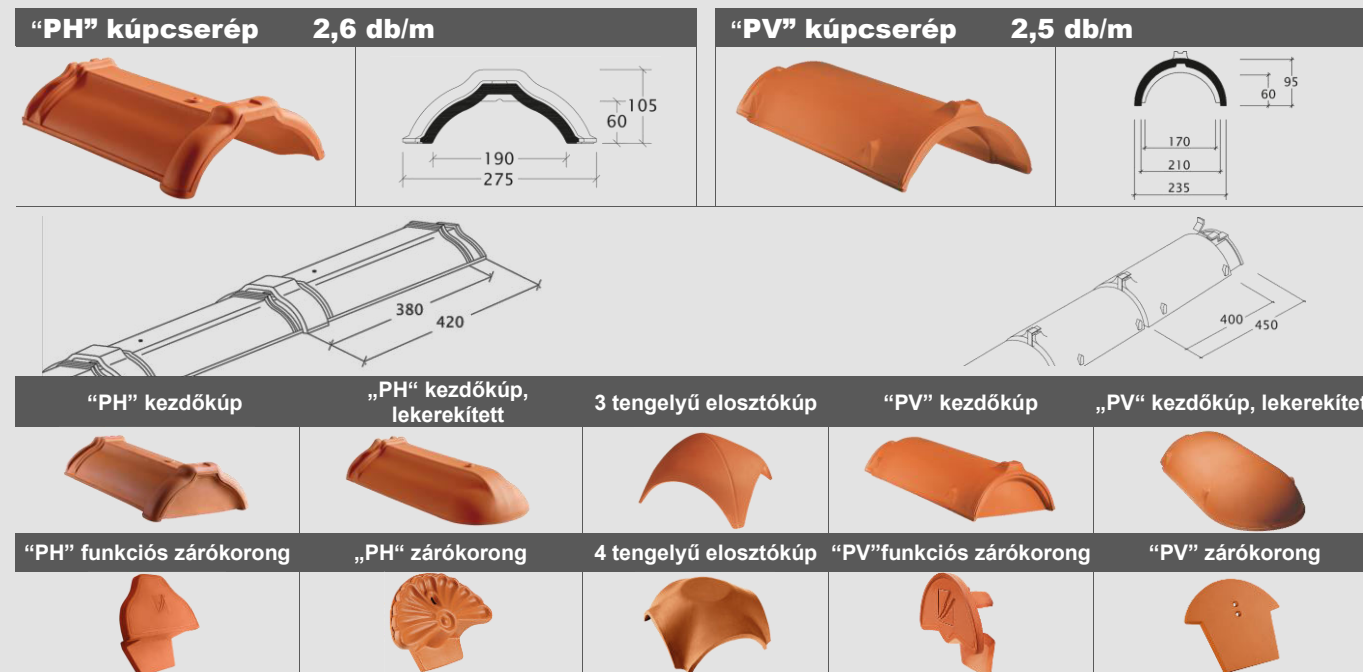 “PH” kúpcserép 2,6 db/m
“PV” kúpcserép 2,5 db/m
105
60
190
275
95
60
170
210
235
380
420
400
450
“PH” kezdőkúp
„PH“ kezdőkúp,
lekerekített
3 tengelyű elosztókúp
“PV” kezdőkúp
„PV“ kezdőkúp, lekerekített
“PH” funkciós zárókorong
„PH“ zárókorong
4 tengelyű elosztókúp
“PV”funkciós zárókorong
“PV” zárókorong